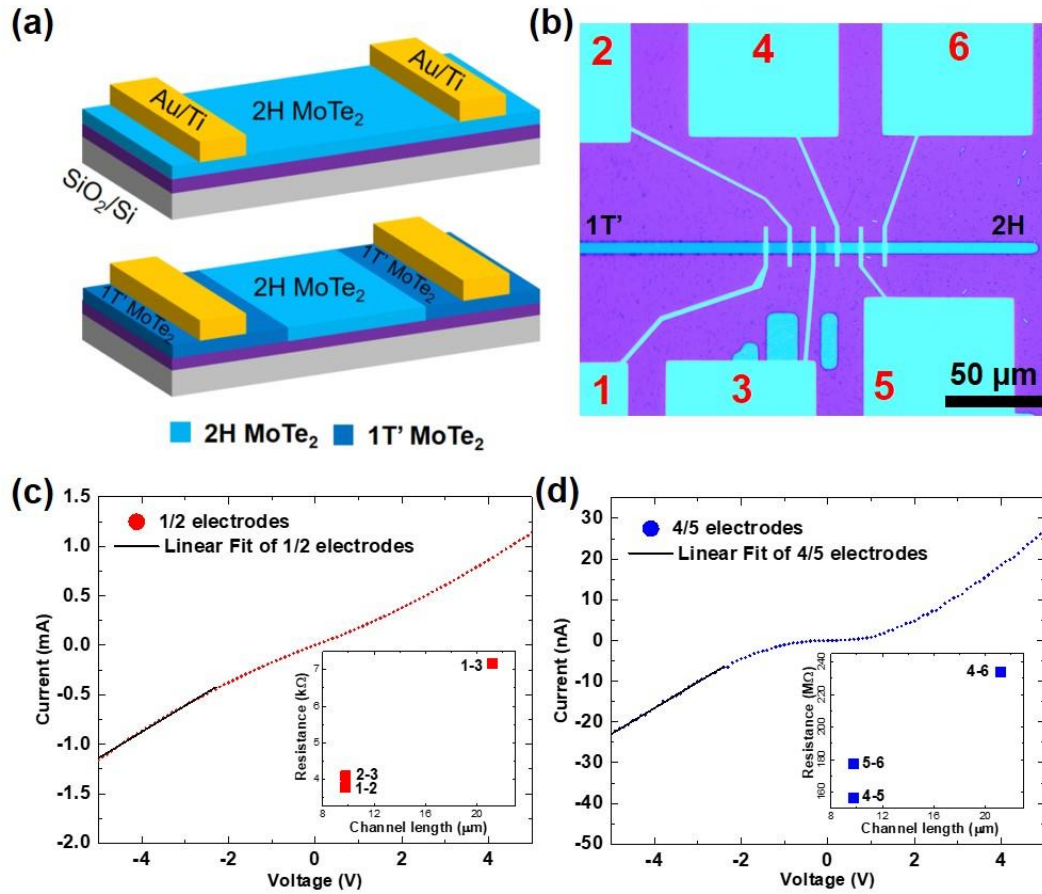 (a)
Au/Ti
2H MoTe₂
Au/Ti
SiO₂/Si
1T' MoTe₂
2H MoTe₂
1T' MoTe₂
2H MoTe₂
1T' MoTe₂
(b)
2
4
6
1T'
2H
1
3
5
50 μm
(c)
1.5
1.0
0.5
0.0
-0.5
-1.0
-1.5
-2.0
Current (mA)
1/2 electrodes
Linear Fit of 1/2 electrodes
7
6
5
4
Resistance (kΩ)
1-3
2-3
1-2
8
12
16
20
Channel length (μm)
-4
-2
0
2
4
Voltage (V)
(d)
30
20
10
0
-10
-20
-30
-40
-50
Current (nA)
4/5 electrodes
Linear Fit of 4/5 electrodes
240
220
200
180
160
Resistance (MΩ)
4-6
5-6
4-5
8
12
16
20
Channel length (μm)
-4
-2
0
2
4
Voltage (V)